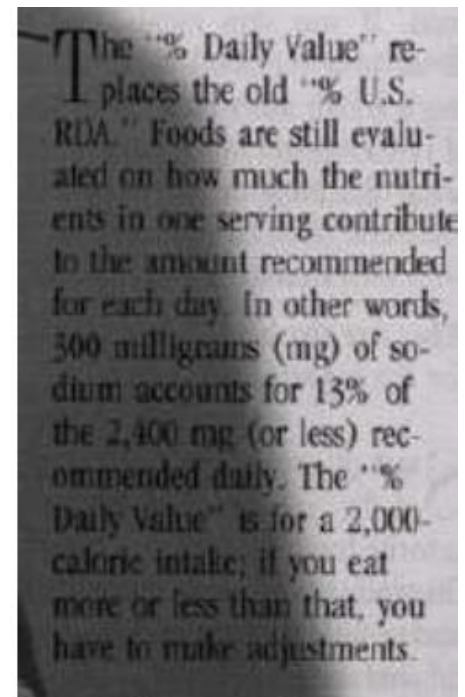 The "% Daily Value" re-
places the old "% U.S.
RDA." Foods are still evalu-
ated on how much the nutri-
ents in one serving contribute
to the amount recommended
for each day. In other words,
300 milligrams (mg) of so-
dium accounts for 13% of
the 2,400 mg (or less) rec-
ommended daily. The "%
Daily Value" is for a 2,000-
calorie intake; if you eat
more or less than that, you
have to make adjustments.